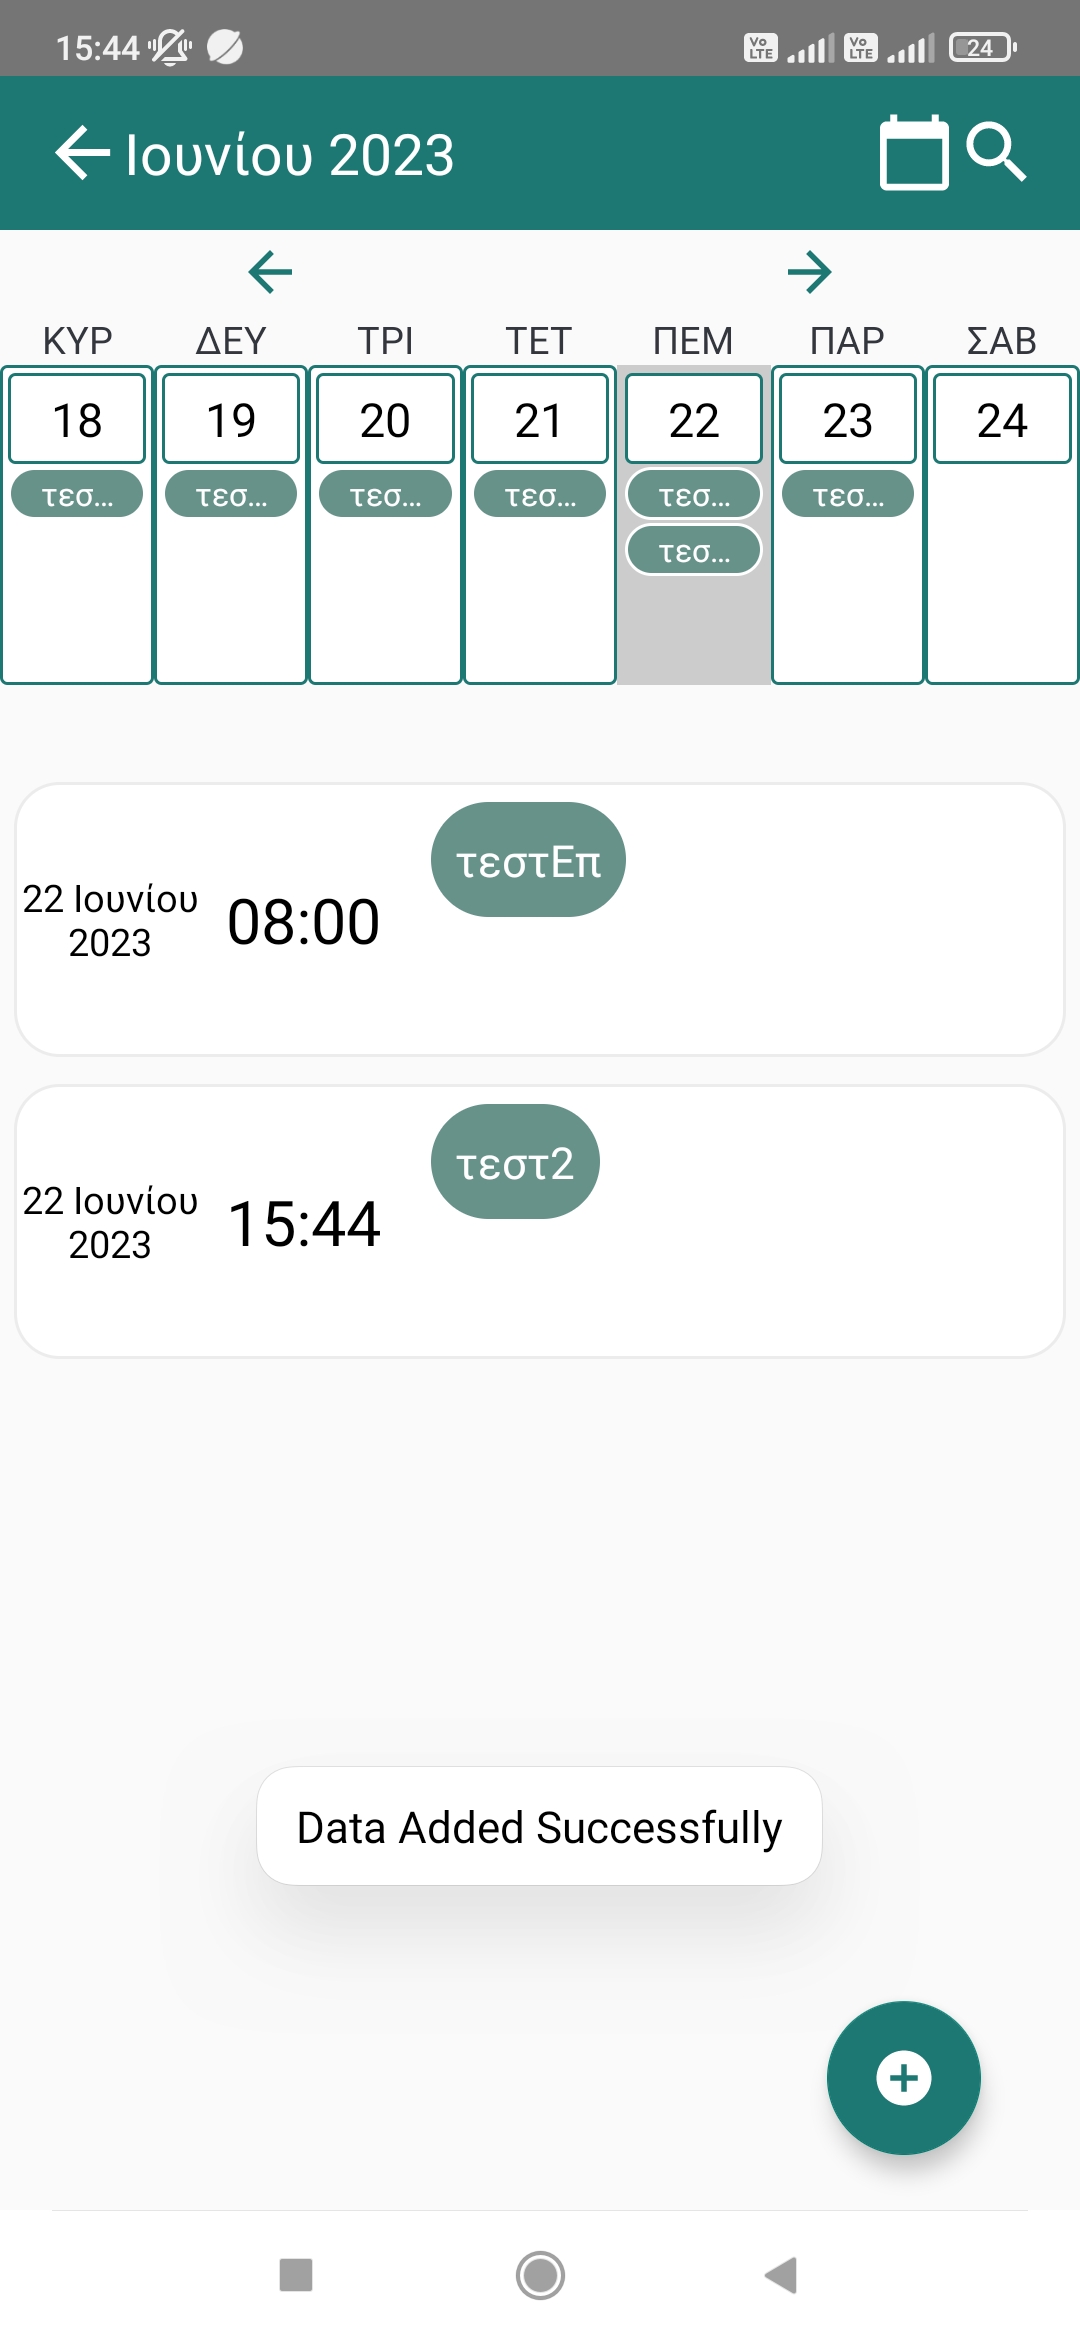 15:44 Vo LTE Vo LTE 24
Ιουνίου 2023
ΚΥΡ ΔΕΥ ΤΡΙ ΤΕΤ ΠΕΜ ΠΑΡ ΣΑΒ
18 19 20 21 22 23 24
τεσ... τεσ... τεσ... τεσ... τεσ... τεσ...
τεσ...
τεστΕπ
22 Ιουνίου
2023
08:00
τεστ2
22 Ιουνίου
2023
15:44
Data Added Successfully